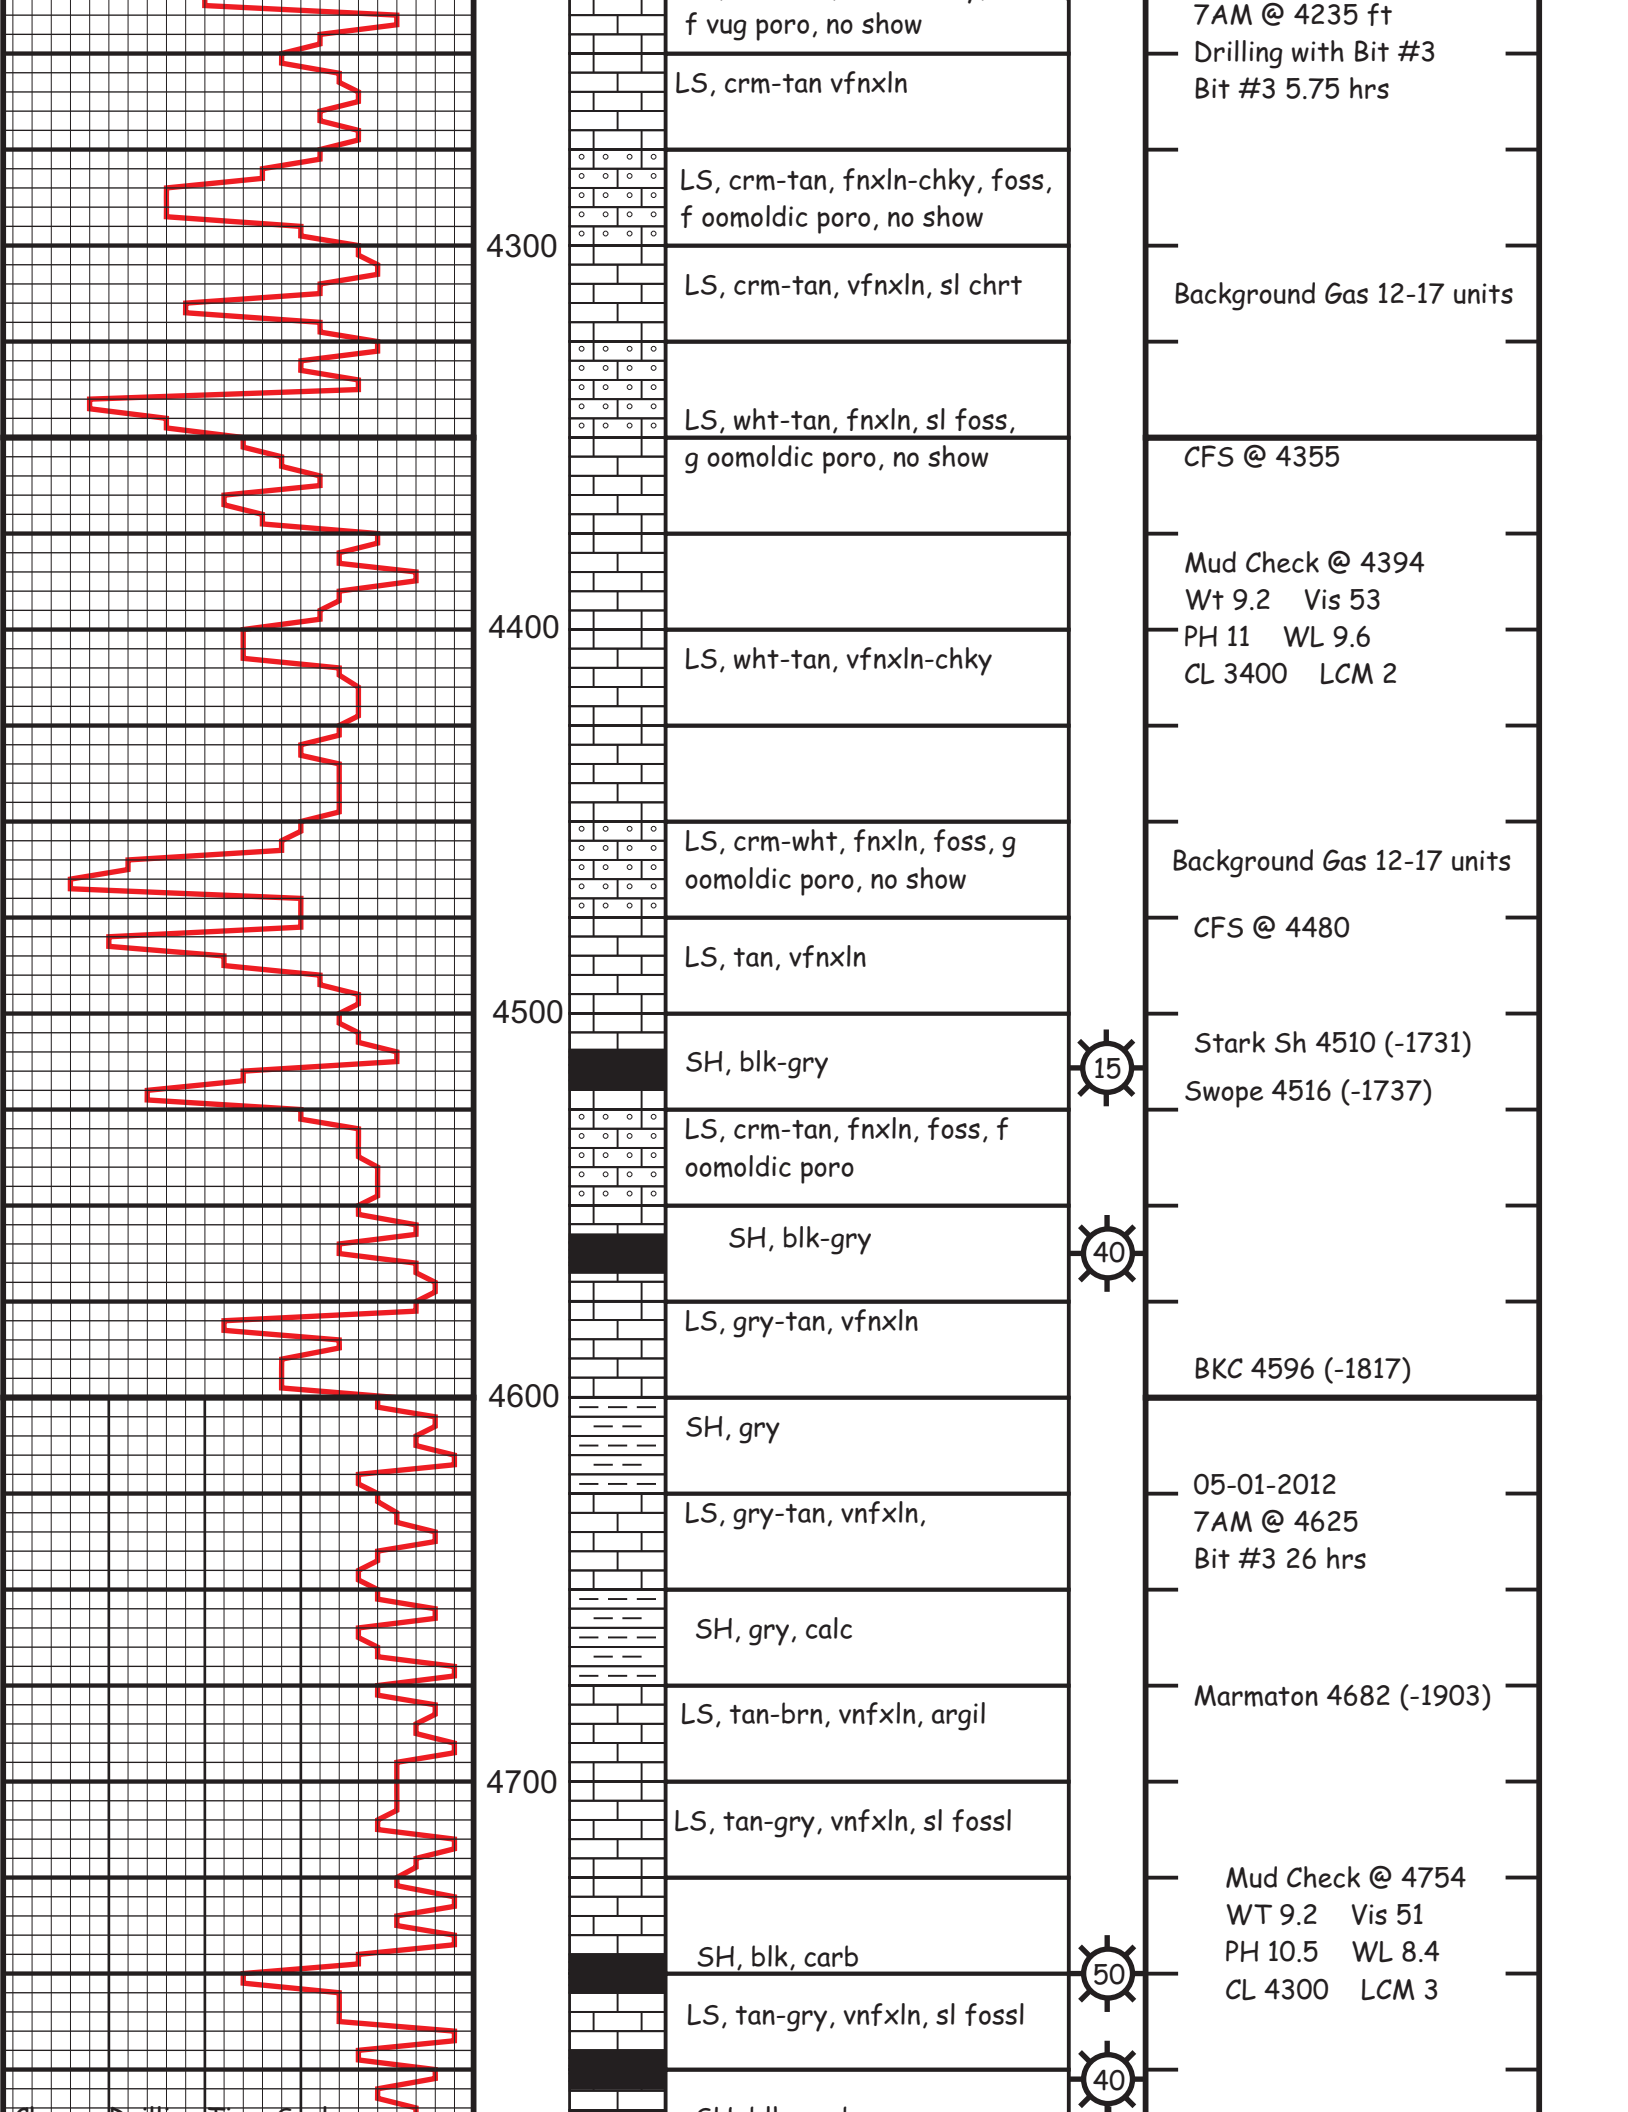 7AM @ 4235 ft
f vug poro, no show
Drilling with Bit #3
LS, crm-tan vfnxln
Bit #3 5.75 hrs
LS, crm-tan, fnxln-chky, foss,
f oomoldic poro, no show
4300
LS, crm-tan, vfnxln, sl chrt
Background Gas 12-17 units
LS, wht-tan, fnxln, sl foss,
g oomoldic poro, no show
CFS @ 4355
Mud Check @ 4394
Wt 9.2 Vis 53
4400
PH 11 WL 9.6
LS, wht-tan, vfnxln-chky
CL 3400 LCM 2
LS, crm-wht, fnxln, foss, g
oomoldic poro, no show
Background Gas 12-17 units
CFS @ 4480
LS, tan, vfnxln
4500
Stark Sh 4510 (-1731)
SH, blk-gry
15
Swope 4516 (-1737)
LS, crm-tan, fnxln, foss, f
oomoldic poro
SH, blk-gry
40
LS, gry-tan, vfnxln
BKC 4596 (-1817)
4600
SH, gry
05-01-2012
LS, gry-tan, vnfxln,
7AM @ 4625
Bit #3 26 hrs
SH, gry, calc
Marmaton 4682 (-1903)
LS, tan-brn, vnfxln, argil
4700
LS, tan-gry, vnfxln, sl fossl
Mud Check @ 4754
WT 9.2 Vis 51
SH, blk, carb
PH 10.5 WL 8.4
50
CL 4300 LCM 3
LS, tan-gry, vnfxln, sl fossl
40